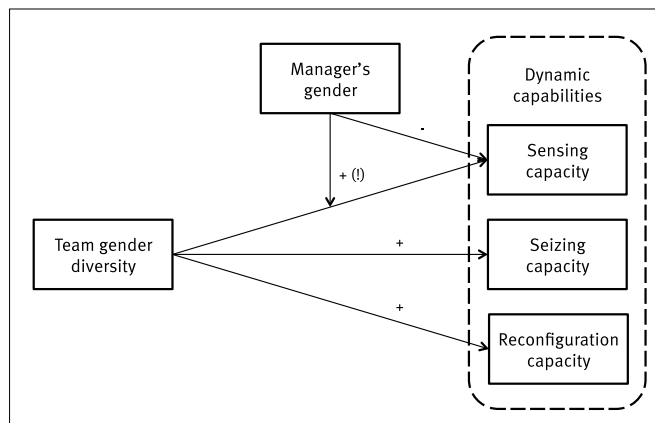 Manager's
gender
Dynamic
capabilities
-
Sensing
capacity
+ (!)
Team gender
diversity
+
Seizing
capacity
+
Reconfiguration
capacity